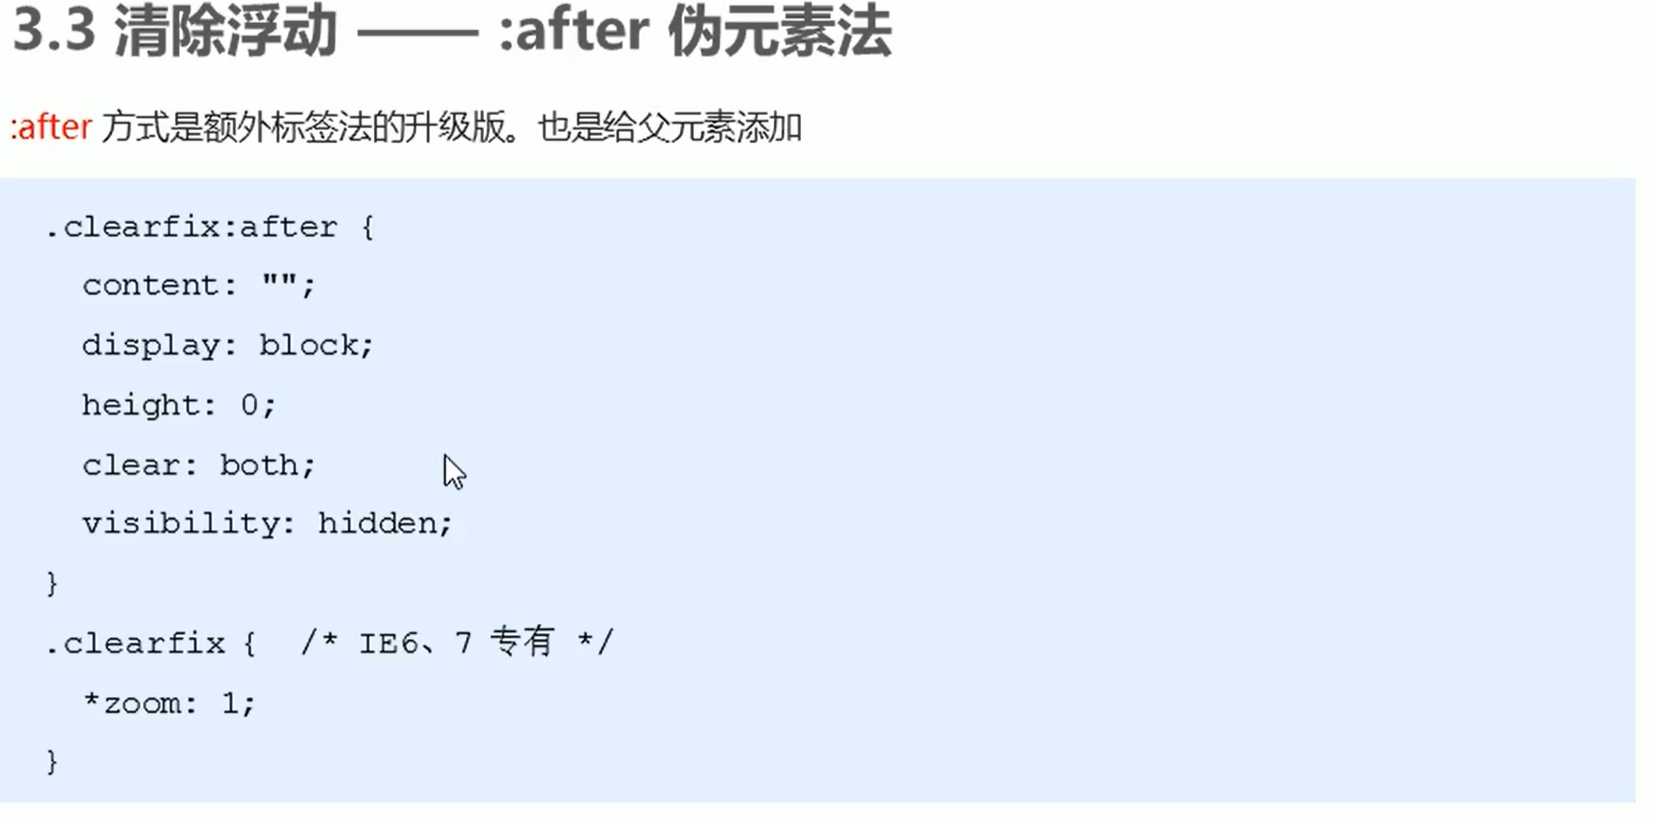 3.3 清除浮动 —— :after 伪元素法
:after 方式是额外标签法的升级版。也是给父元素添加
.clearfix:after {
content: "";
display: block;
height: 0;
clear: both;
visibility: hidden;
}
.clearfix { /* IE6、7 专有 */
*zoom: 1;
}